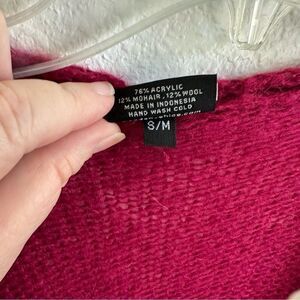 76% ACRYLIC
12% MOHAIR, 12% WOOL
MADE IN INDONESIA
HAND WASH COLD
S/M